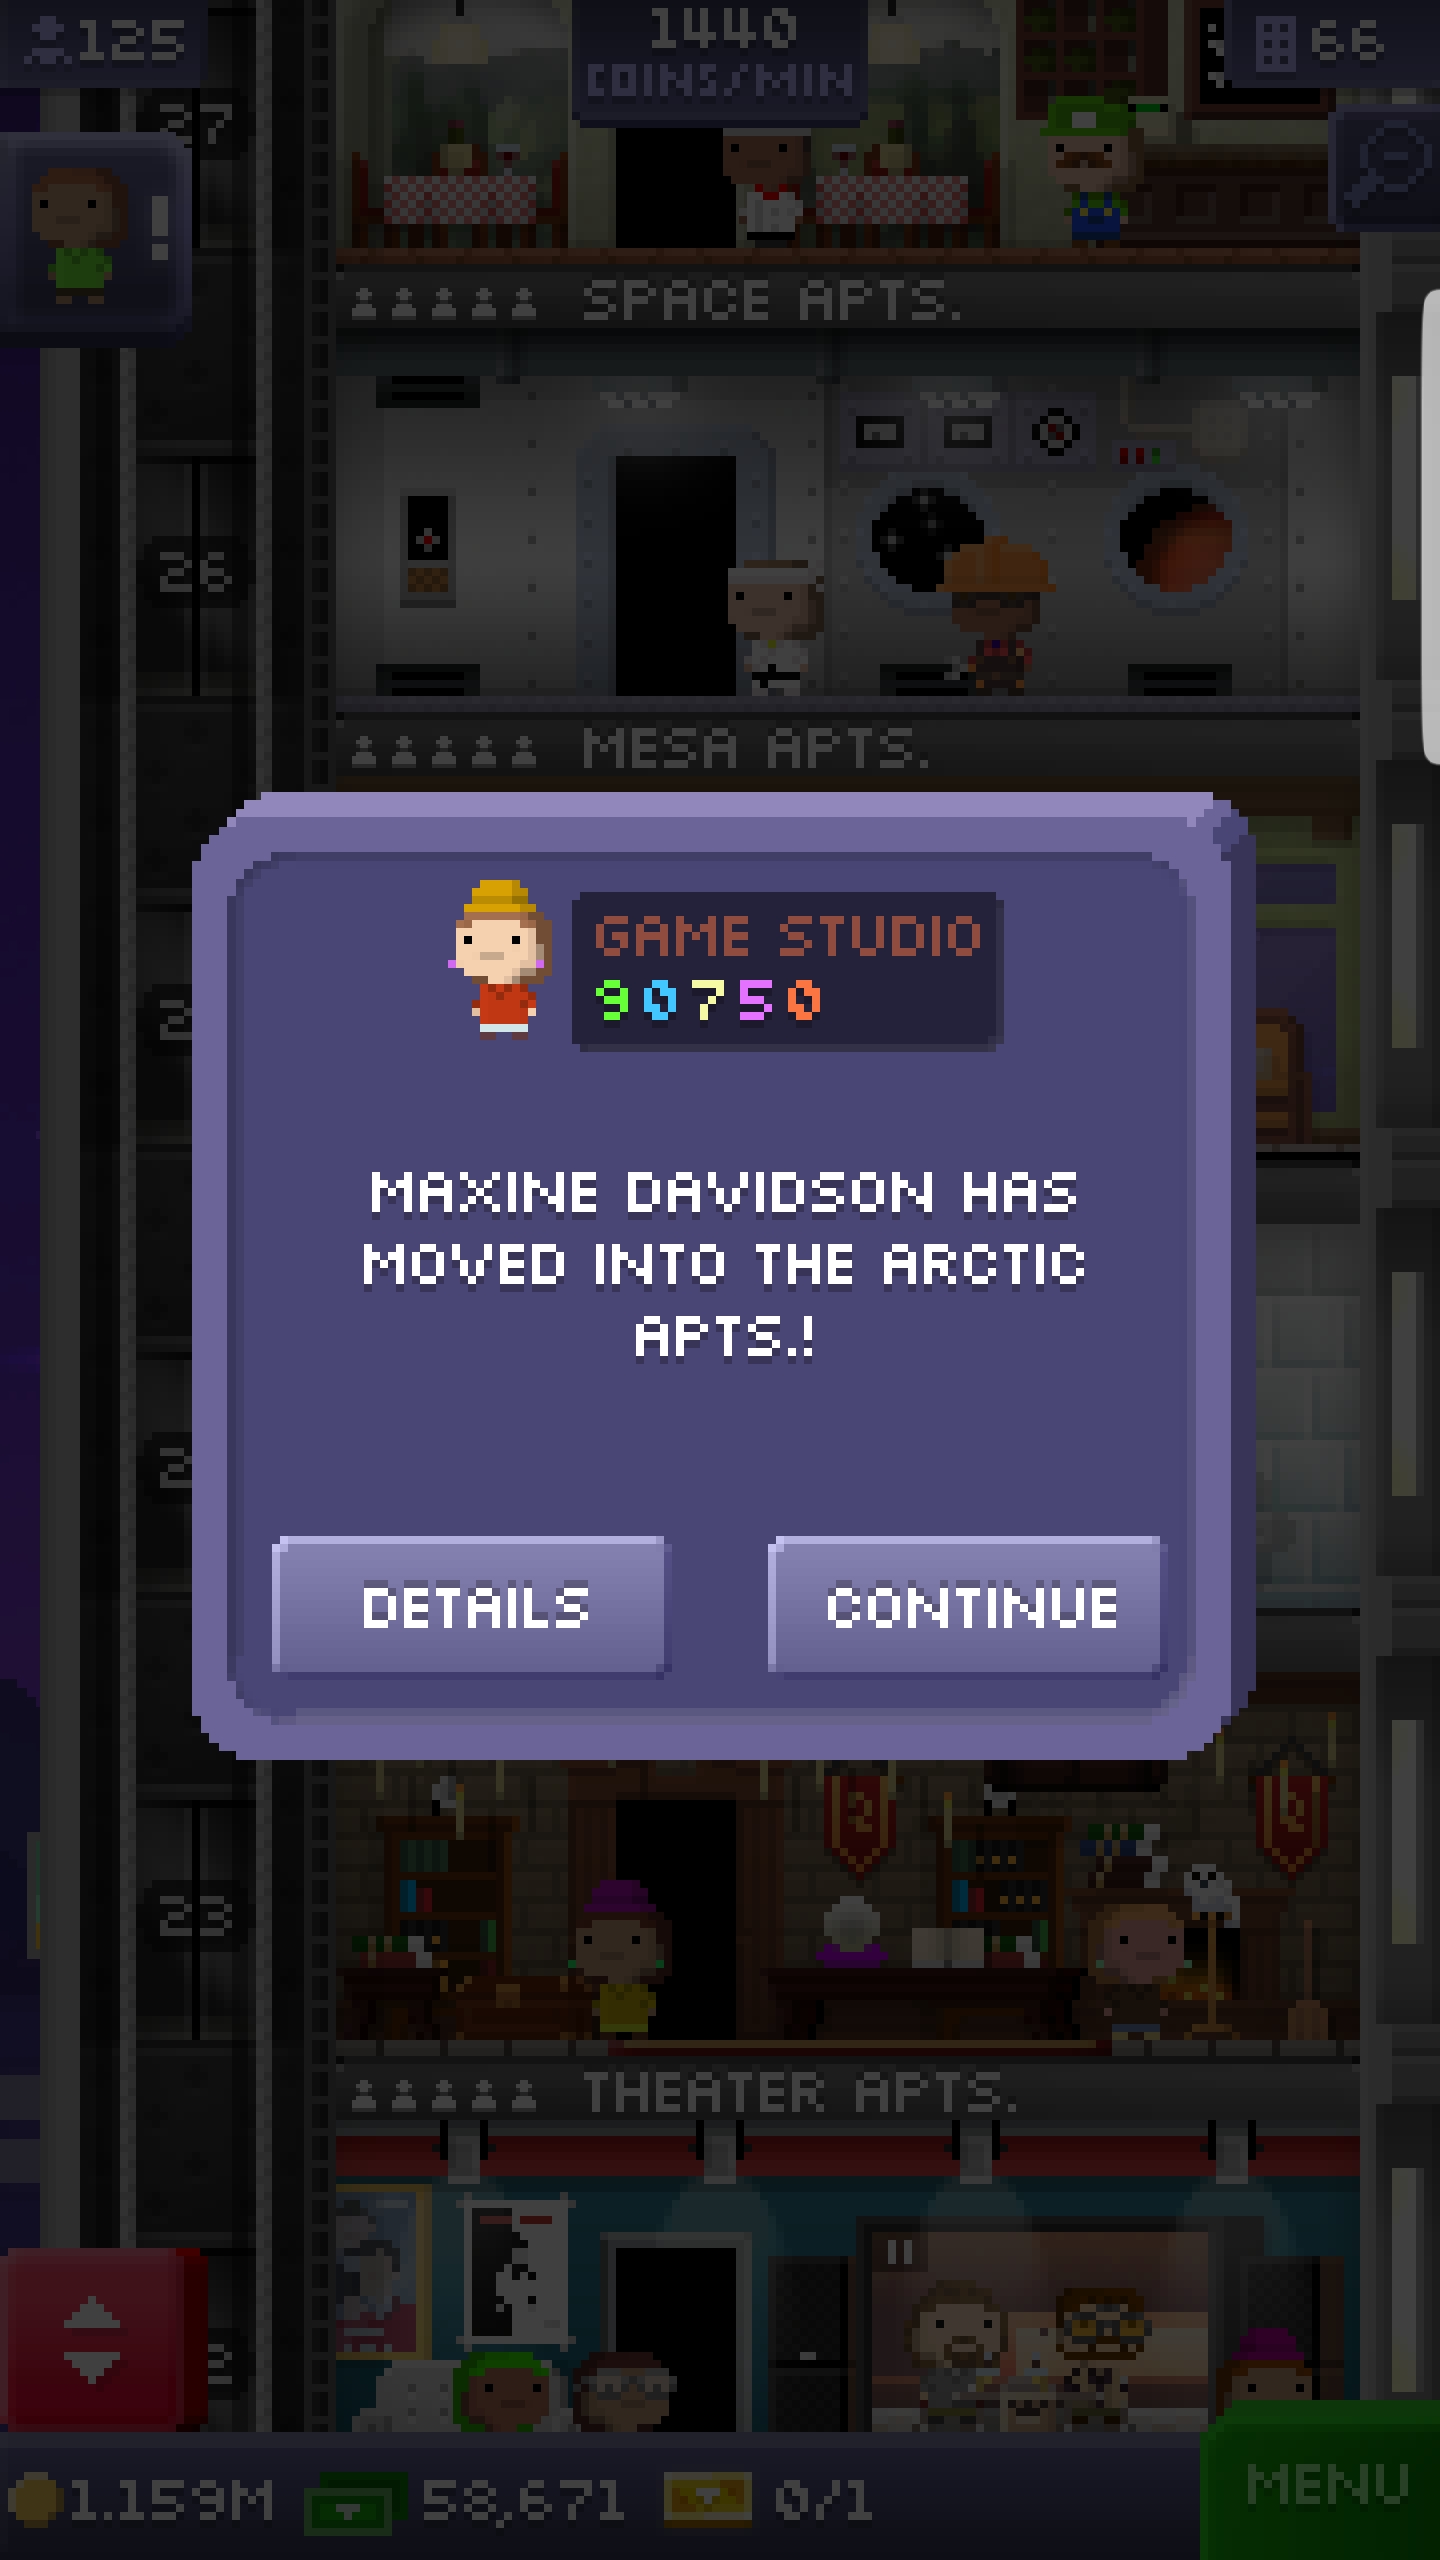 125
1440
COINS/MIN
66
37
!
SPACE APTS.
26
MESA APTS.
GAME STUDIO
90750
MAXINE DAVIDSON HAS
MOVED INTO THE ARCTIC
APTS.!
DETAILS
CONTINUE
23
THEATER APTS.
1.159M
58,671
0/1
MENU